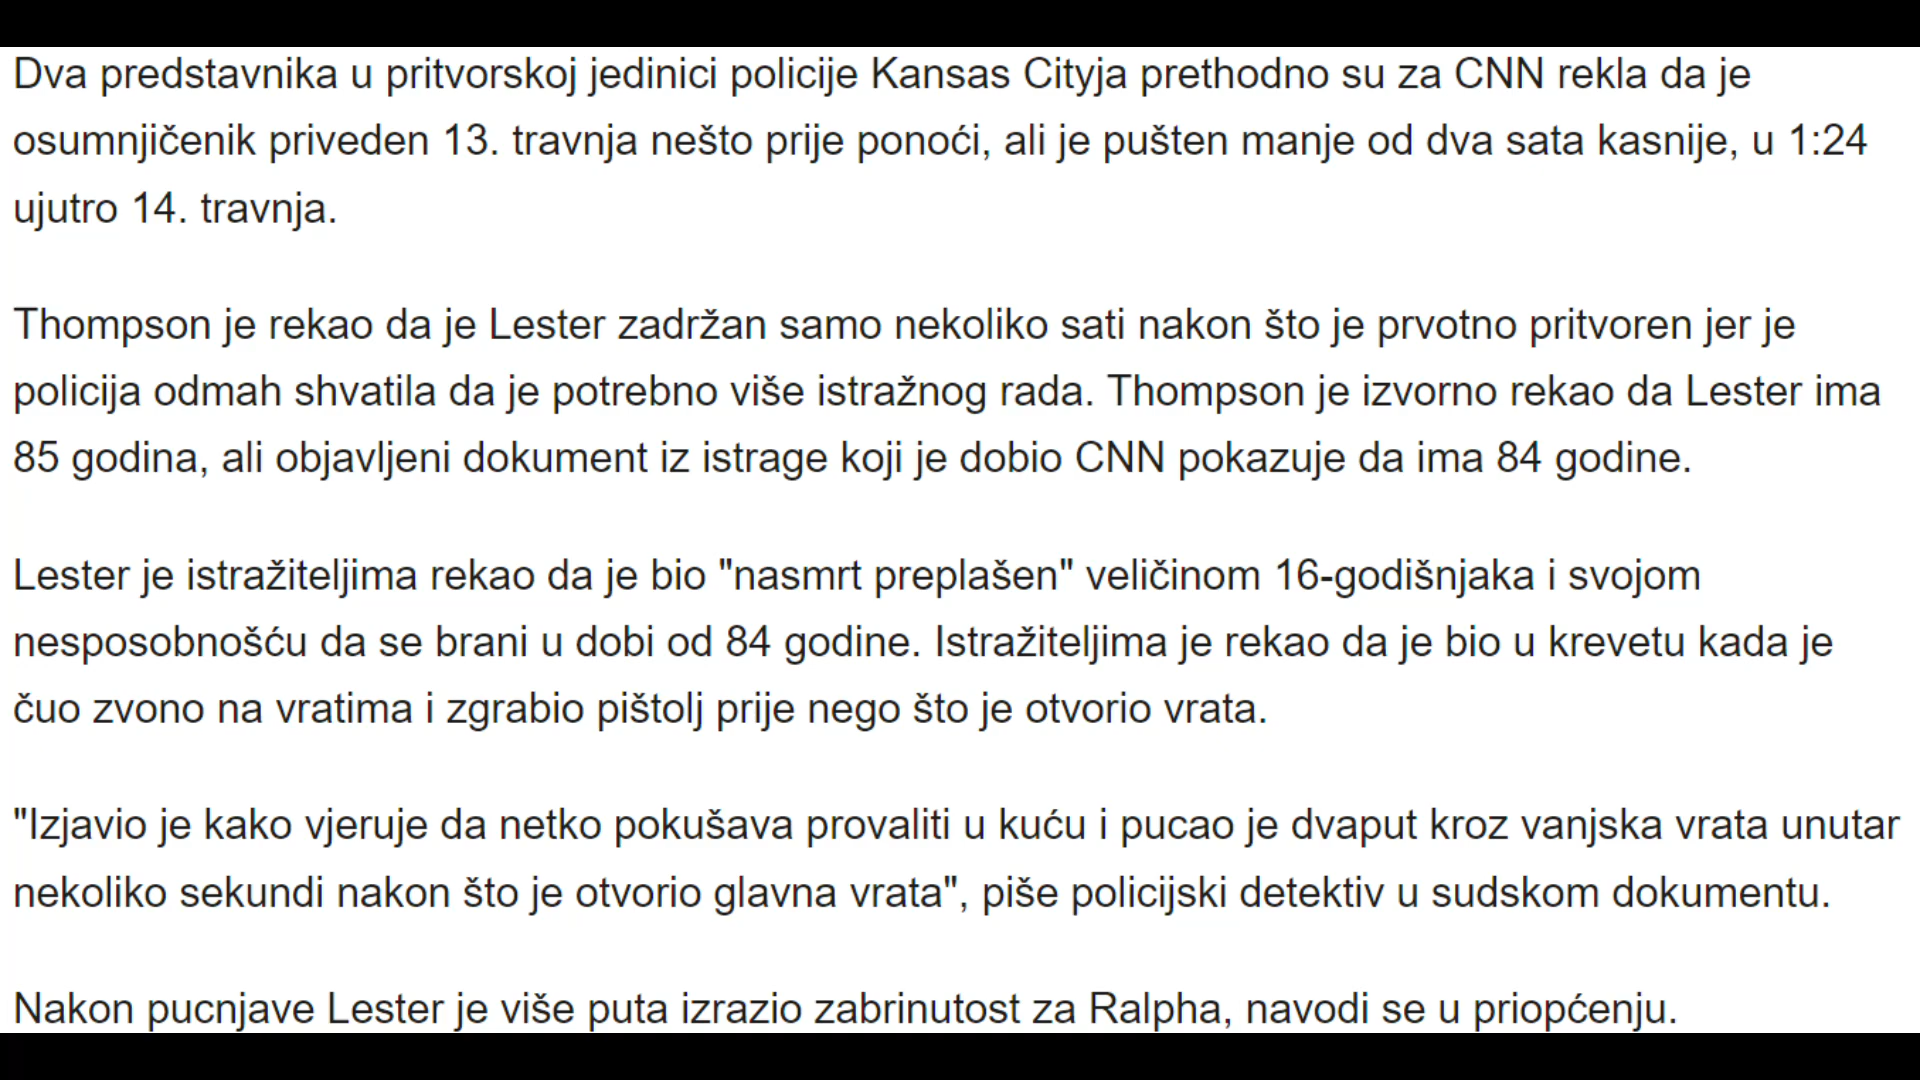 Dva predstavnika u pritvorskoj jedinici policije Kansas Cityja prethodno su za CNN rekla da je
osumnjičenik priveden 13. travnja nešto prije ponoći, ali je pušten manje od dva sata kasnije, u 1:24
ujutro 14. travnja.
Thompson je rekao da je Lester zadržan samo nekoliko sati nakon što je prvotno pritvoren jer je
policija odmah shvatila da je potrebno više istražnog rada. Thompson je izvorno rekao da Lester ima
85 godina, ali objavljeni dokument iz istrage koji je dobio CNN pokazuje da ima 84 godine.
Lester je istražiteljima rekao da je bio "nasmrt preplašen" veličinom 16-godišnjaka i svojom
nesposobnošću da se brani u dobi od 84 godine. Istražiteljima je rekao da je bio u krevetu kada je
čuo zvono na vratima i zgrabio pištolj prije nego što je otvorio vrata.
"Izjavio je kako vjeruje da netko pokušava provaliti u kuću i pucao je dvaput kroz vanjska vrata unutar
nekoliko sekundi nakon što je otvorio glavna vrata", piše policijski detektiv u sudskom dokumentu.
Nakon pucnjave Lester je više puta izrazio zabrinutost za Ralpha, navodi se u priopćenju.